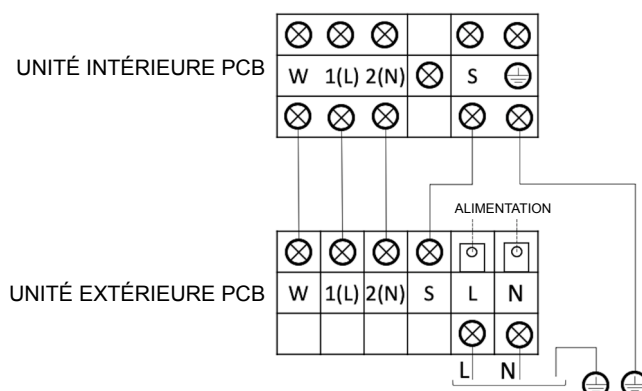 UNITÉ INTÉRIEURE PCB
W 1(L) 2(N) S
ALIMENTATION
UNITÉ EXTÉRIEURE PCB
W 1(L) 2(N) S L N
L N